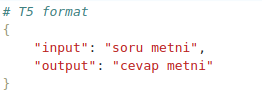 # T5 format
{
    "input": "soru metni",
    "output": "cevap metni"
}